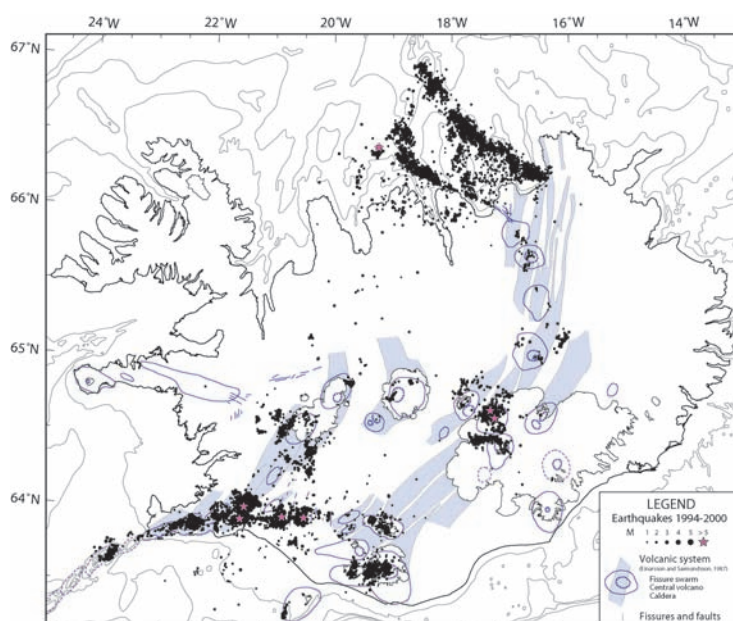 24°W 22°W 20°W 18°W 16°W 14°W
67°N
66°N
65°N
64°N
LEGEND
Earthquakes 1994-2000
M 1 2 3 4 5 >5
Volcanic system
(Einarsson and Saemundsson, 1987)
Fissure swarm
Central volcano
Caldera
Fissures and faults